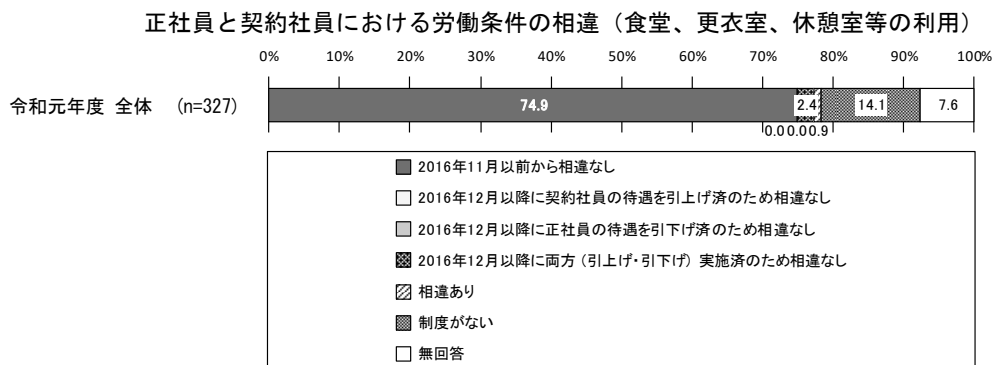 正社員と契約社員における労働条件の相違（食堂、更衣室、休憩室等の利用）
0% 10% 20% 30% 40% 50% 60% 70% 80% 90% 100%
令和元年度 全体 (n=327) 74.9 2.4 14.1 7.6
0.0 0.0 0.9
2016年11月以前から相違なし
2016年12月以降に契約社員の待遇を引上げ済のため相違なし
2016年12月以降に正社員の待遇を引下げ済のため相違なし
2016年12月以降に両方（引上げ・引下げ）実施済のため相違なし
相違あり
制度がない
無回答